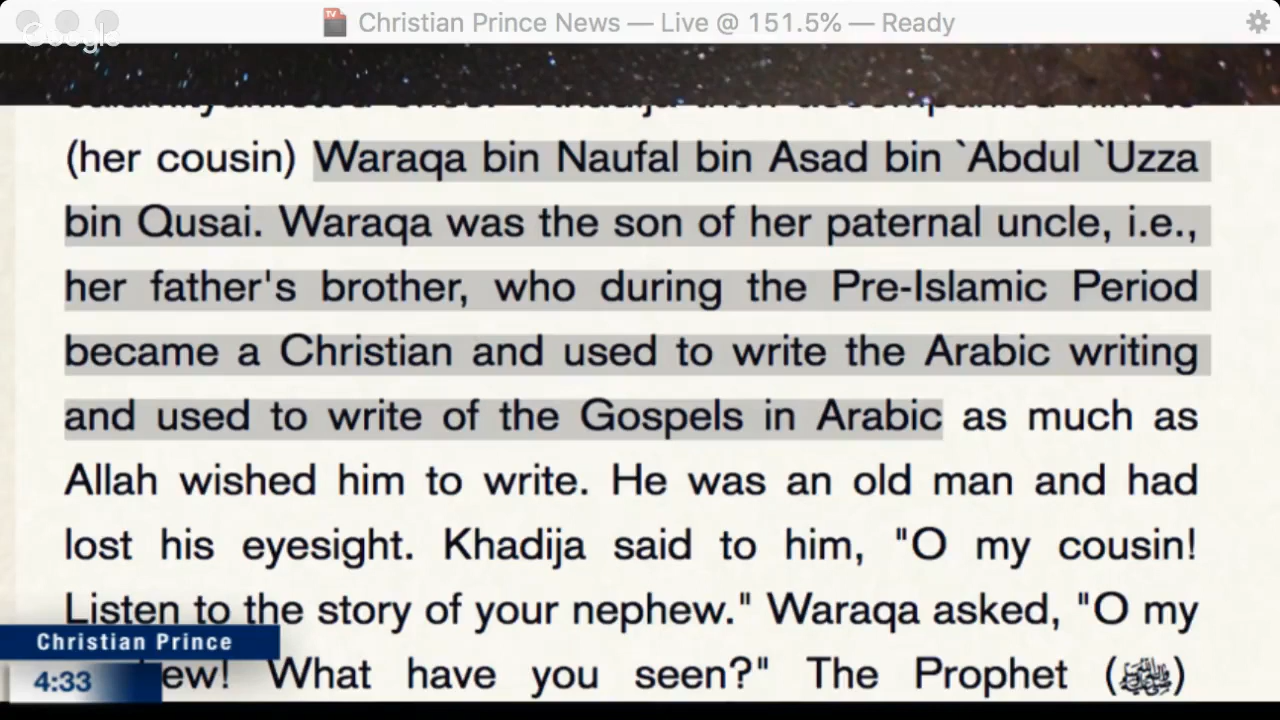 Christian Prince News — Live @ 151.5% — Ready
Google
(her cousin) Waraqa bin Naufal bin Asad bin `Abdul `Uzza
bin Qusai. Waraqa was the son of her paternal uncle, i.e.,
her father's brother, who during the Pre-Islamic Period
became a Christian and used to write the Arabic writing
and used to write of the Gospels in Arabic as much as
Allah wished him to write. He was an old man and had
lost his eyesight. Khadija said to him, "O my cousin!
Listen to the story of your nephew." Waraqa asked, "O my
ew! What have you seen?" The Prophet (ﷺ)
Christian Prince
4:33